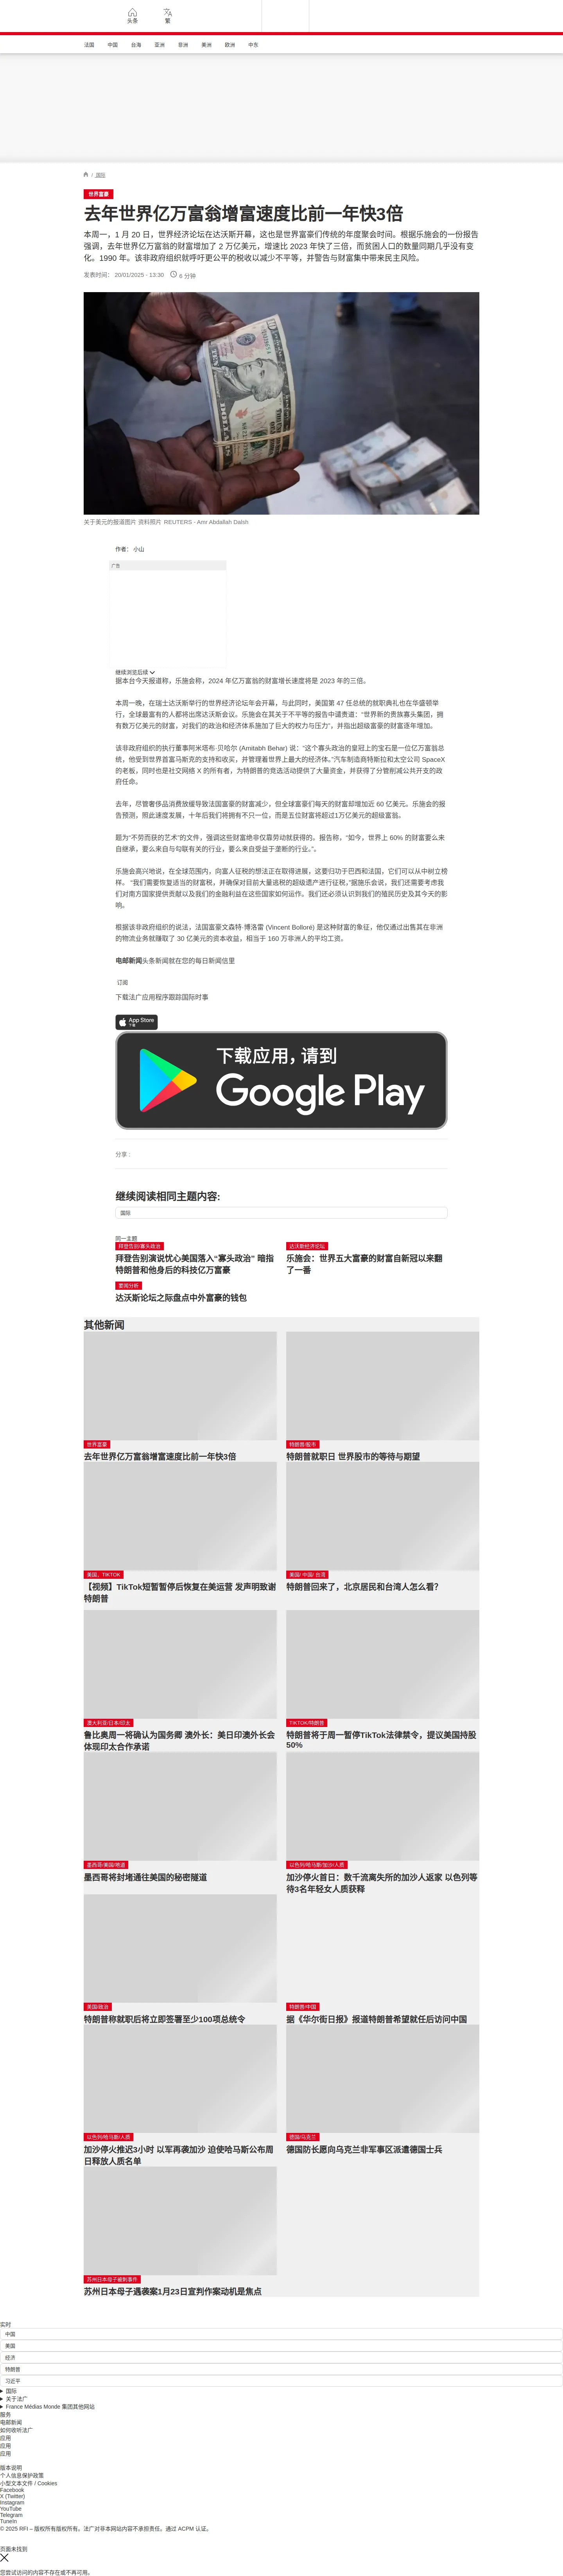 头条
繁
法国
中国
台海
亚洲
非洲
美洲
欧洲
中东
/ 国际
世界富豪
去年世界亿万富翁增富速度比前一年快3倍
本周一，1 月 20 日，世界经济论坛在达沃斯开幕，这也是世界富豪们传统的年度聚会时间。根据乐施会的一份报告
强调，去年世界亿万富翁的财富增加了 2 万亿美元，增速比 2023 年快了三倍，而贫困人口的数量同期几乎没有变
化。1990 年。该非政府组织就呼吁更公平的税收以减少不平等，并警告与财富集中带来民主风险。
发表时间： 20/01/2025 - 13:30
6 分钟
关于美元的报道图片 资料照片 REUTERS - Amr Abdallah Dalsh
作者： 小山
广告
继续浏览后续
据本台今天报道称，乐施会称，2024 年亿万富翁的财富增长速度将是 2023 年的三倍。
本周一晚，在瑞士达沃斯举行的世界经济论坛年会开幕，与此同时，美国第 47 任总统的就职典礼也在华盛顿举
行，全球最富有的人都将出席达沃斯会议。乐施会在其关于不平等的报告中谴责道：“世界新的贵族寡头集团，拥
有数万亿美元的财富，对我们的政治和经济体系施加了巨大的权力与压力”，并指出超级富豪的财富逐年增加。
该非政府组织的执行董事阿米塔布·贝哈尔 (Amitabh Behar) 说：“这个寡头政治的皇冠上的宝石是一位亿万富翁总
统，他受到世界首富马斯克的支持和收买，并管理着世界上最大的经济体。”汽车制造商特斯拉和太空公司 SpaceX
的老板，同时也是社交网络 X 的所有者，为特朗普的竞选活动提供了大量资金，并获得了分管削减公共开支的政
府任命。
去年，尽管奢侈品消费放缓导致法国富豪的财富减少，但全球富豪们每天的财富却增加近 60 亿美元。乐施会的报
告预测，照此速度发展，十年后我们将拥有不只一位，而是五位财富将超过1万亿美元的超级富翁。
题为“不劳而获的艺术”的文件，强调这些财富绝非仅靠劳动就获得的。报告称，“如今，世界上 60% 的财富要么来
自继承，要么来自与勾联有关的行业，要么来自受益于垄断的行业。”。
乐施会高兴地说，在全球范围内，向富人征税的想法正在取得进展，这要归功于巴西和法国，它们可以从中树立榜
样。 “我们需要恢复适当的财富税，并确保对目前大量逃税的超级遗产进行征税，”据施乐会说，我们还需要考虑我
们对南方国家提供贡献以及我们的金融利益在这些国家如何运作。我们还必须认识到我们的殖民历史及其今天的影
响。
根据该非政府组织的说法，法国富豪文森特·博洛雷 (Vincent Bolloré) 是这种财富的象征，他仅通过出售其在非洲
的物流业务就赚取了 30 亿美元的资本收益，相当于 160 万非洲人的平均工资。
电邮新闻头条新闻就在您的每日新闻信里
订阅
下载法广应用程序跟踪国际时事
App Store
下载
下载应用，请到
Google Play
分享 :
继续阅读相同主题内容:
国际
同一主题
拜登告别/寡头政治
拜登告别演说忧心美国落入“寡头政治” 暗指
特朗普和他身后的科技亿万富豪
达沃斯经济论坛
乐施会：世界五大富豪的财富自新冠以来翻
了一番
要闻分析
达沃斯论坛之际盘点中外富豪的钱包
其他新闻
世界富豪
去年世界亿万富翁增富速度比前一年快3倍
特朗普/股市
特朗普就职日 世界股市的等待与期望
美国，TIKTOK
【视频】TikTok短暂暂停后恢复在美运营 发声明致谢
特朗普
美国/ 中国/ 台湾
特朗普回来了，北京居民和台湾人怎么看?
澳大利亚/日本/印太
鲁比奥周一将确认为国务卿 澳外长：美日印澳外长会
体现印太合作承诺
TIKTOK/特朗普
特朗普将于周一暂停TikTok法律禁令，提议美国持股
50%
墨西哥/美国/地道
墨西哥将封堵通往美国的秘密隧道
以色列/哈马斯/加沙/人质
加沙停火首日：数千流离失所的加沙人返家 以色列等
待3名年轻女人质获释
美国/政治
特朗普称就职后将立即签署至少100项总统令
特朗普/中国
据《华尔街日报》报道特朗普希望就任后访问中国
以色列/哈马斯/人质
加沙停火推迟3小时 以军再袭加沙 迫使哈马斯公布周
日释放人质名单
德国/乌克兰
德国防长愿向乌克兰非军事区派遣德国士兵
苏州日本母子被刺事件
苏州日本母子遇袭案1月23日宣判作案动机是焦点
实时
中国
美国
经济
特朗普
习近平
国际
关于法广
France Médias Monde 集团其他网站
服务
电邮新闻
如何收听法广
应用
应用
应用
版本说明
个人信息保护政策
小型文本文件 / Cookies
Facebook
X (Twitter)
Instagram
YouTube
Telegram
TuneIn
© 2025 RFI – 版权所有版权所有。法广对非本网站内容不承担责任。通过 ACPM 认证。
页面未找到
您尝试访问的内容不存在或不再可用。